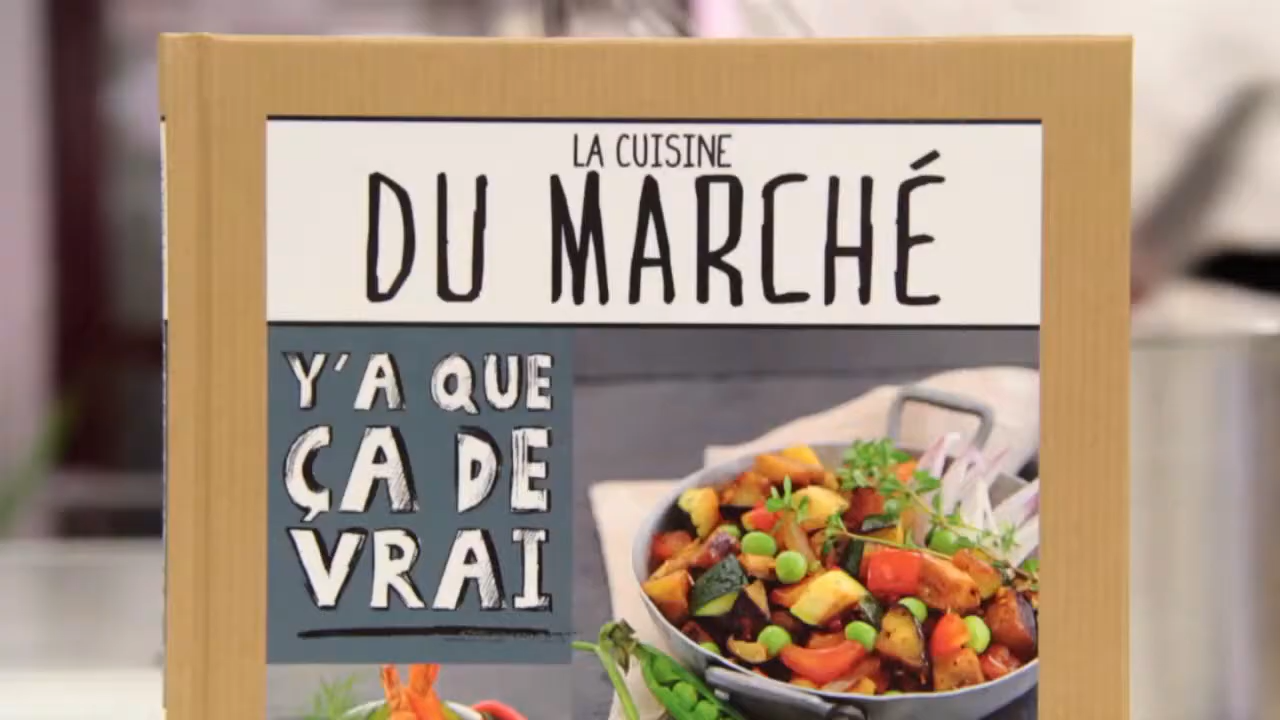 LA CUISINE
DU MARCHÉ
Y'A QUE
ÇA DE
VRAI